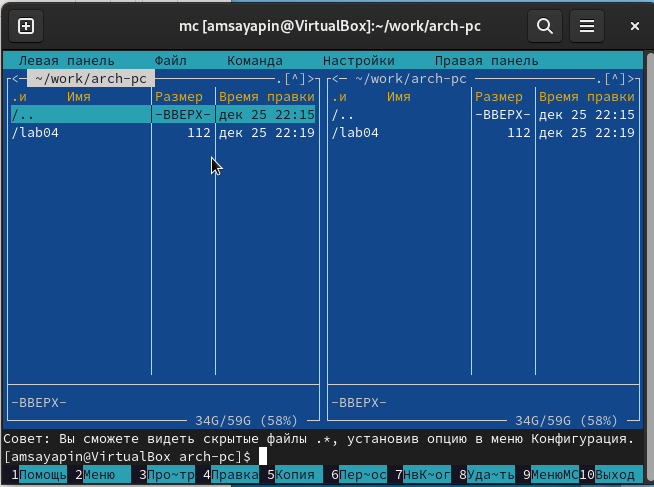 mc [amsayapin@VirtualBox]:~/work/arch-pc
Левая панель Файл Команда Настройки Правая панель
<─ ~/work/arch-pc .[^]> <─ ~/work/arch-pc .[^]>
.и Имя Размер Время правки .и Имя Размер Время правки
/.. -ВВЕРХ- дек 25 22:15 /.. -ВВЕРХ- дек 25 22:15
/lab04 112 дек 25 22:19 /lab04 112 дек 25 22:19
-ВВЕРХ- -ВВЕРХ-
34G/59G (58%) 34G/59G (58%)
Совет: Вы сможете видеть скрытые файлы .*, установив опцию в меню Конфигурация.
[amsayapin@VirtualBox arch-pc]$
1Помощь 2Меню 3Про~тр 4Правка 5Копия 6Пер~ос 7НвК~ог 8Уда~ть 9МенюMC 10Выход